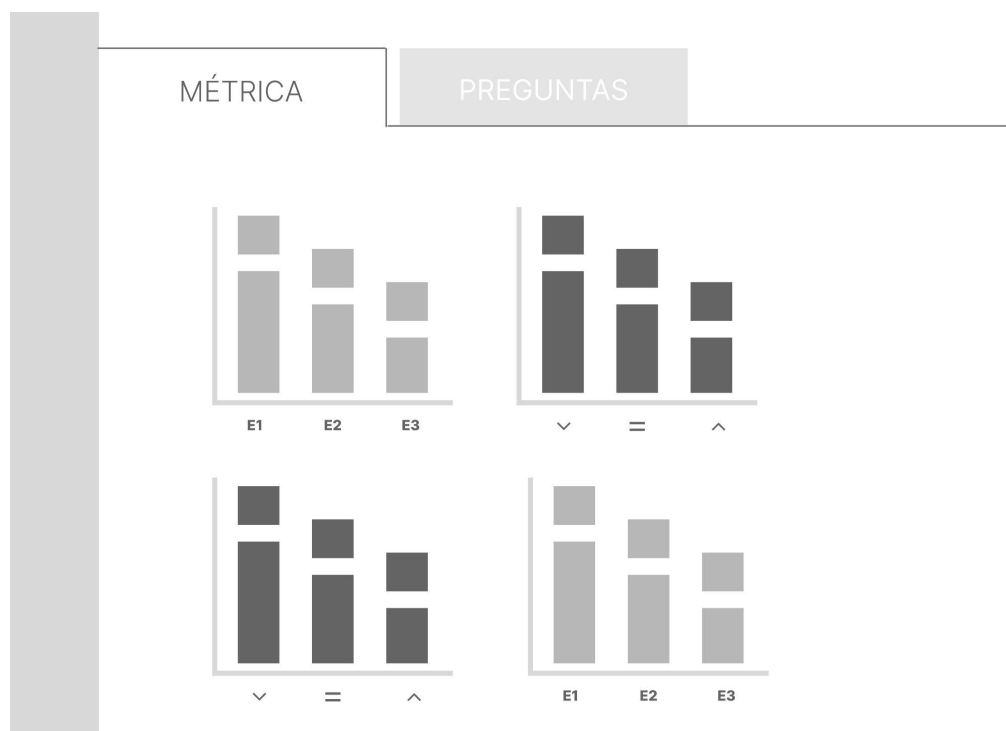 MÉTRICA
PREGUNTAS
E1 E2 E3
=
=
E1 E2 E3